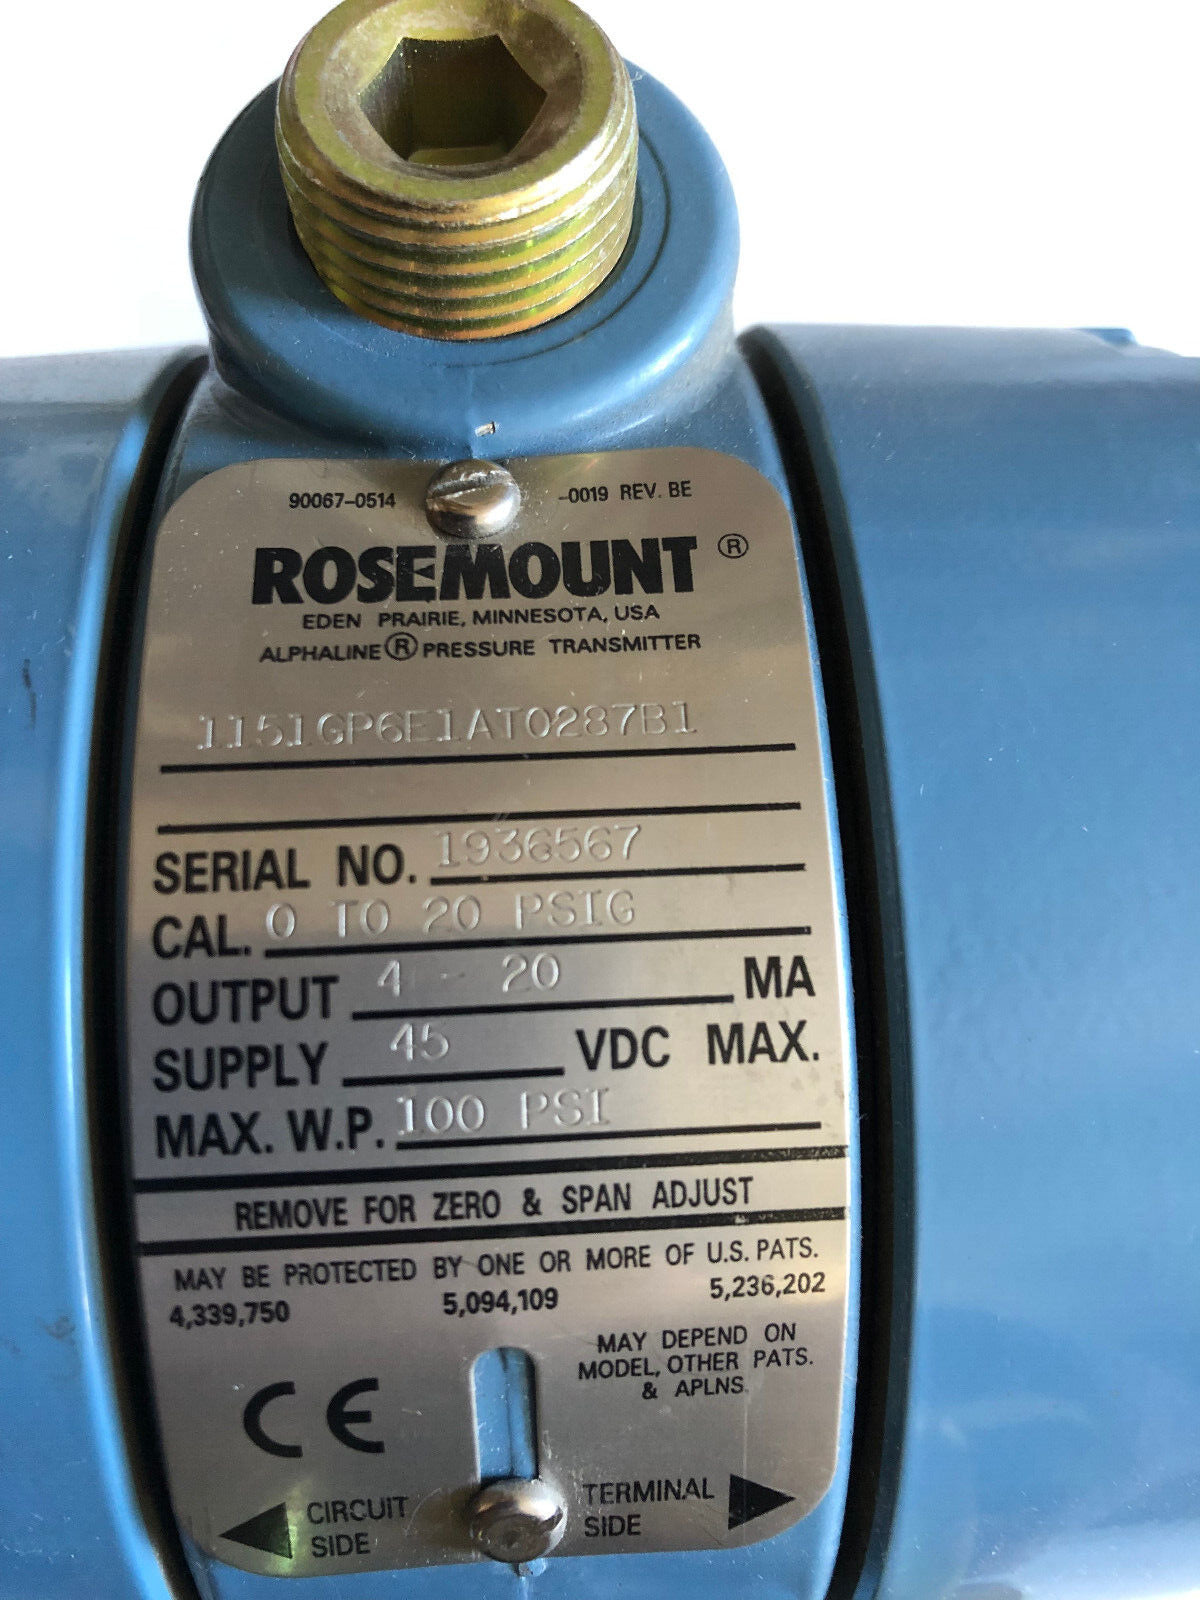 90067-0514 -0019 REV. BE
ROSEMOUNT ®
EDEN PRAIRIE, MINNESOTA, USA
ALPHALINE ® PRESSURE TRANSMITTER
1151GP6E1AT0287B1
SERIAL NO. 1936567
CAL. 0 TO 20 PSIG
OUTPUT 4 - 20 MA
SUPPLY 45 VDC MAX.
MAX. W.P. 100 PSI
REMOVE FOR ZERO & SPAN ADJUST
MAY BE PROTECTED BY ONE OR MORE OF U.S. PATS.
4,339,750 5,094,109 5,236,202
MAY DEPEND ON
MODEL, OTHER PATS.
& APLNS.
CE
CIRCUIT
SIDE
TERMINAL
SIDE